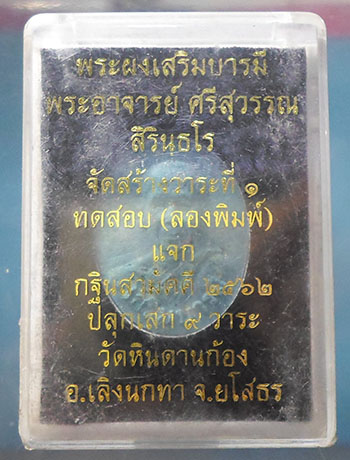 พระผงเสริมบารมี
พระอาจารย์ ศรีสุวรรณ
สิรินฺธโร
จัดสร้างวาระที่ ๑
ทดสอบ (ลองพิมพ์)
แจก
กฐินสามัคคี ๒๕๖๒
ปลุกเสก ๙ วาระ
วัดหินดานก้อง
อ.เลิงนกทา จ.ยโสธร